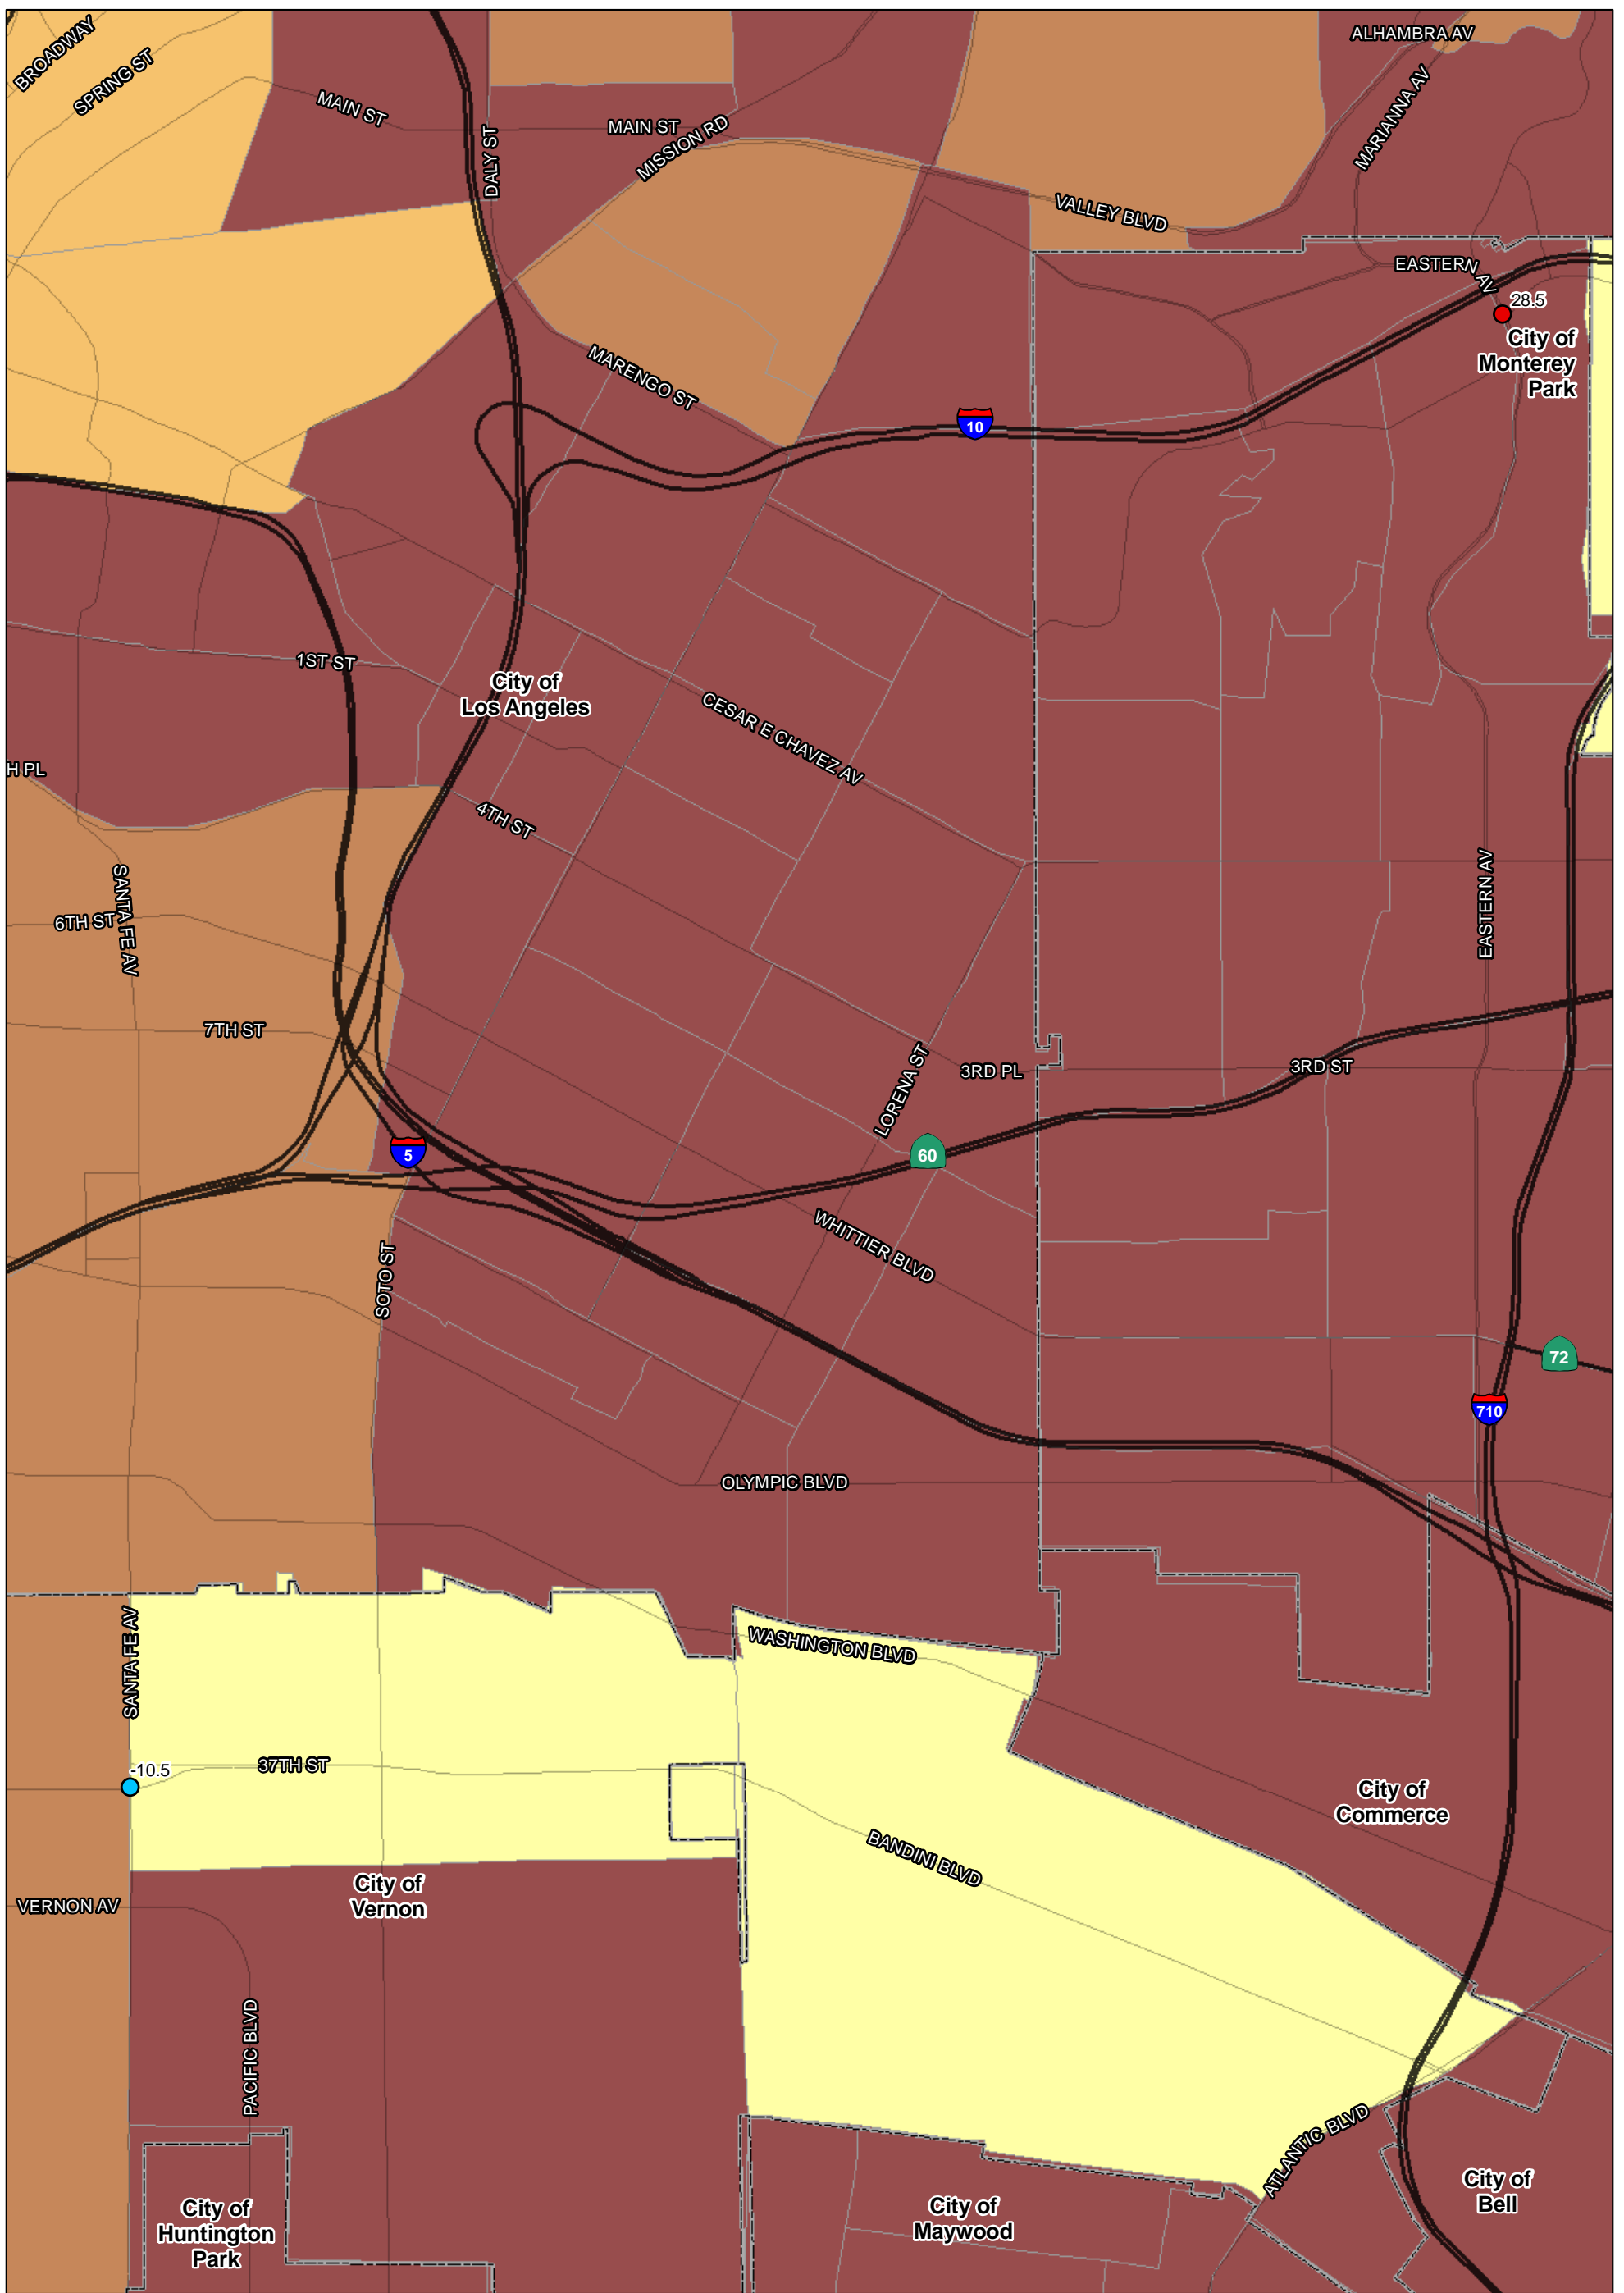 BROADWAY
SPRING ST
MAIN ST
DALY ST
MAIN ST
MISSION RD
ALHAMBRA AV
MARIANNA AV
VALLEY BLVD
EASTERN AV
28.5
City of
Monterey
Park
MARENGO ST
10
1ST ST
City of
Los Angeles
CESAR E CHAVEZ AV
H PL
4TH ST
SANTA FE AV
6TH ST
EASTERN AV
7TH ST
LORENA ST
3RD PL
3RD ST
5
60
WHITTIER BLVD
SOTO ST
72
710
OLYMPIC BLVD
SANTA FE AV
WASHINGTON BLVD
-10.5
37TH ST
City of
Commerce
BANDINI BLVD
City of
Vernon
VERNON AV
PACIFIC BLVD
ATLANTIC BLVD
City of
Huntington
Park
City of
Maywood
City of
Bell